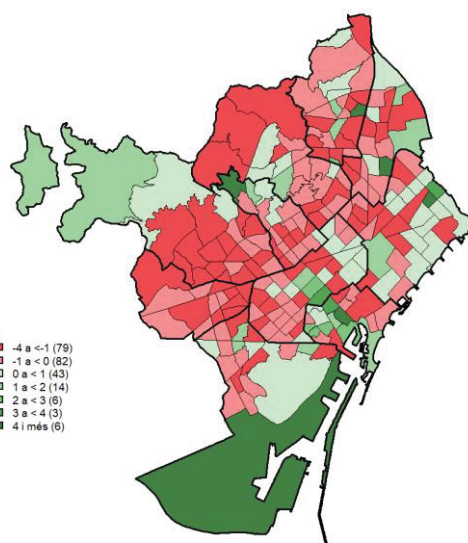 -4 a <-1 (79)
-1 a < 0 (82)
0 a < 1 (43)
1 a < 2 (14)
2 a < 3 (6)
3 a < 4 (3)
4 i més (6)